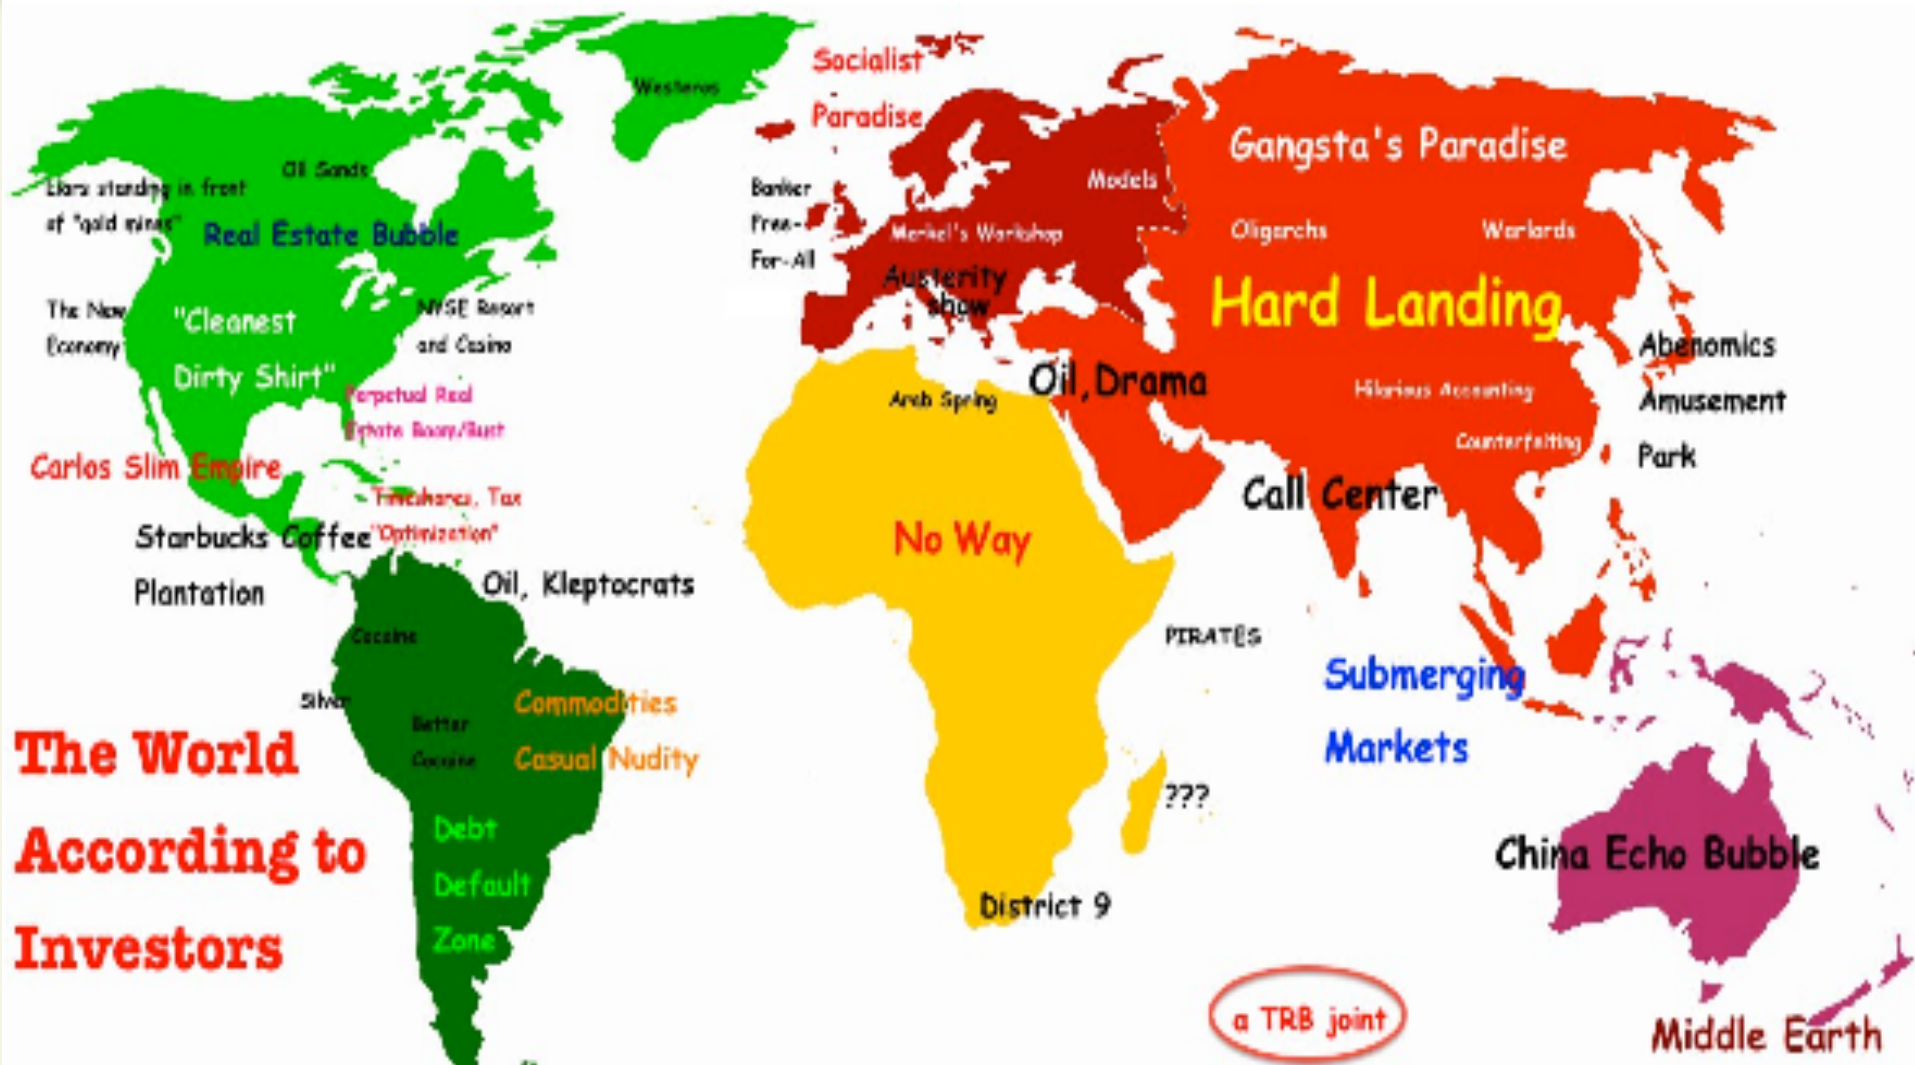 Westeros
Socialist
Paradise
Gangsta's Paradise
Oil Sands
Liars standing in front
of "gold mines"
Real Estate Bubble
Banker
Free-
For-All
Models
Merkel's Workshop
Oligarchs
Warlords
Austerity
show
Hard Landing
The New
Economy
"Cleanest
Dirty Shirt"
NYSE Resort
and Casino
Abenomics
Amusement
Park
Perpetual Real
Estate Boom/Bust
Arab Spring
Oil,Drama
Hilarious Accounting
Counterfeiting
Carlos Slim Empire
Timeshares, Tax
"Optimization"
Call Center
Starbucks Coffee
Plantation
Oil, Kleptocrats
No Way
Cocaine
PIRATES
Silver
Better
Cocaine
Commodities
Casual Nudity
Submerging
Markets
The World
According to
Investors
???
Debt
Default
Zone
District 9
China Echo Bubble
a TRB joint
Middle Earth